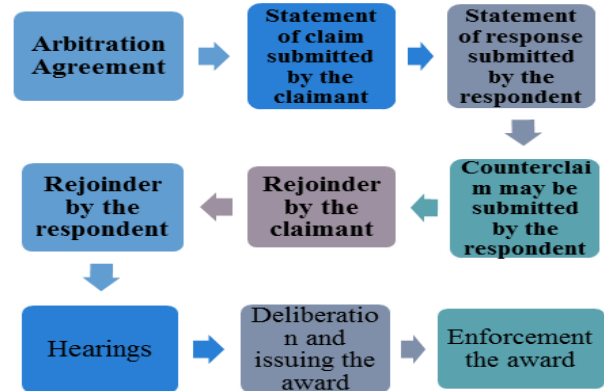 Arbitration
Agreement
Statement
of claim
submitted
by the
claimant
Statement
of response
submitted
by the
respondent
Counterclai
m may be
submitted
by the
respondent
Rejoinder
by the
claimant
Rejoinder
by the
respondent
Hearings
Deliberatio
n and
issuing the
award
Enforcement
the award